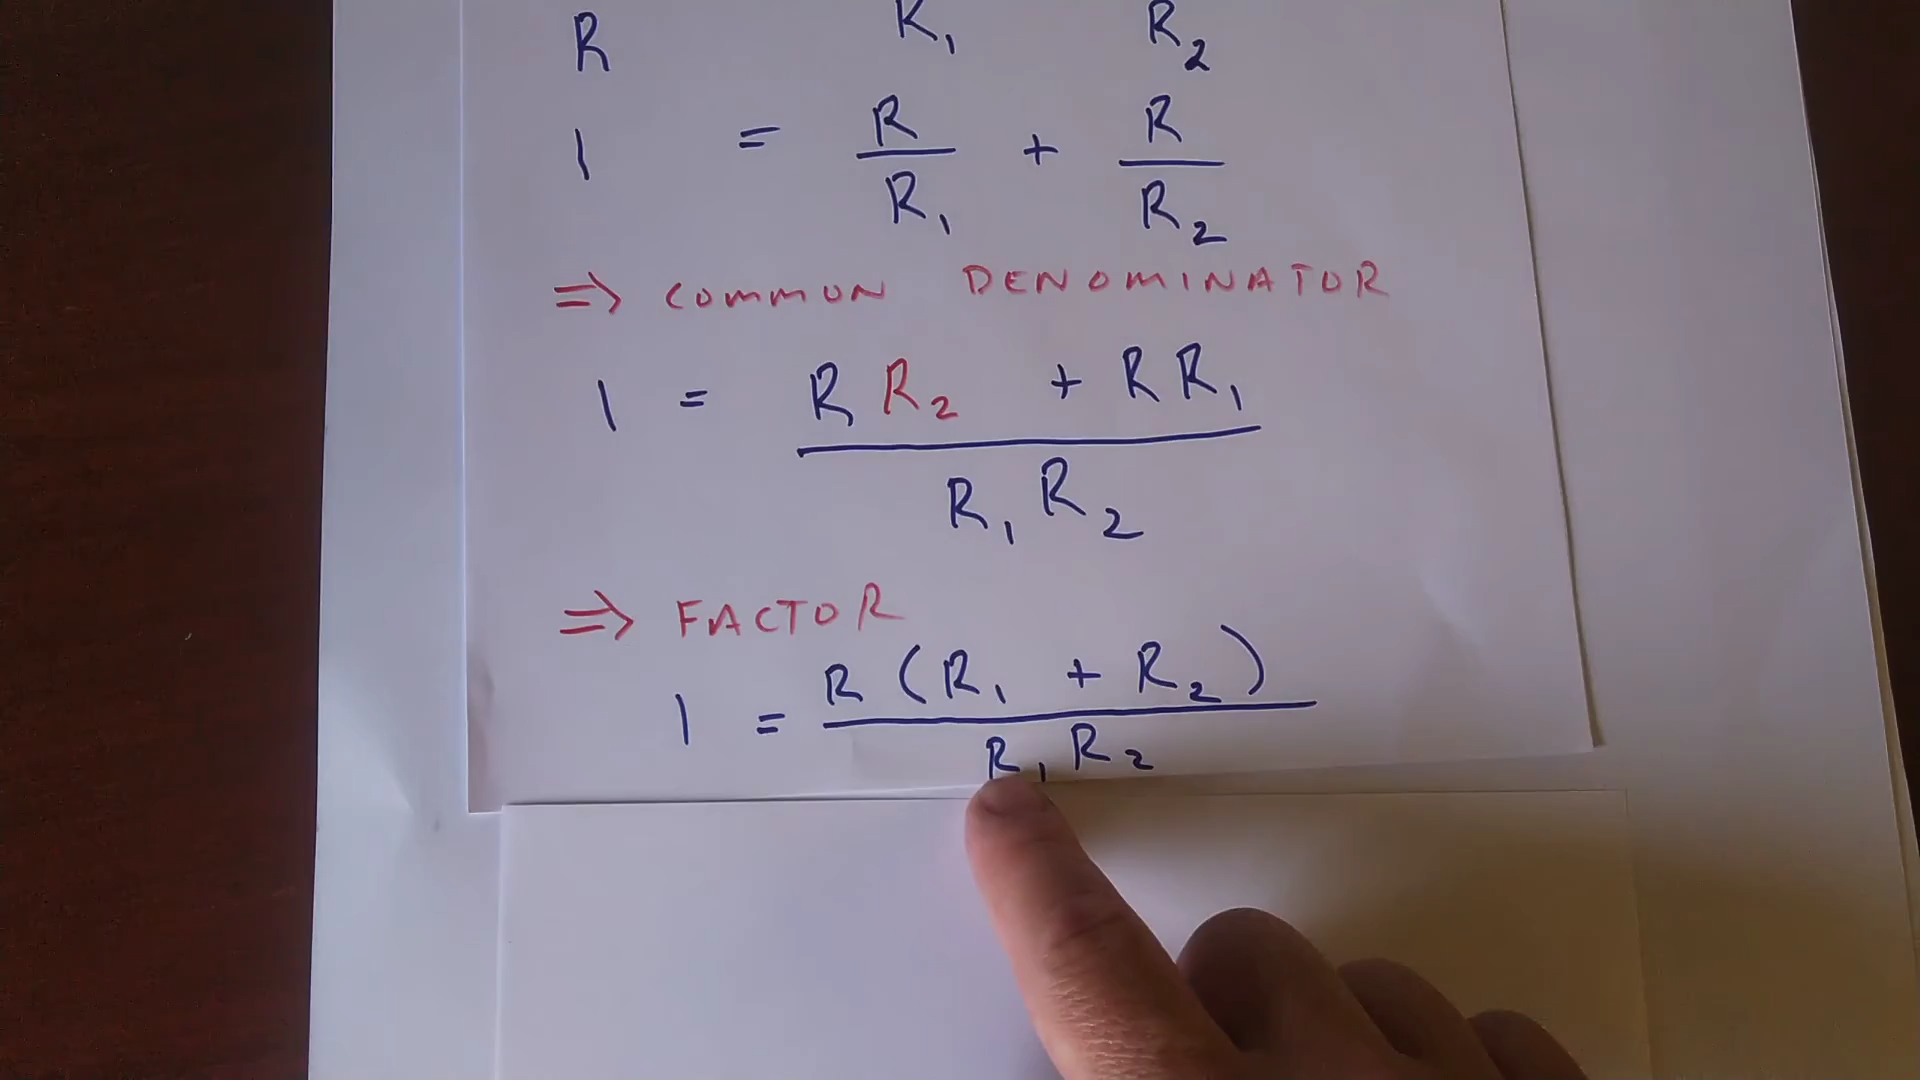 R R₁ R₂
1 = R/R₁ + R/R₂
⇒ COMMON DENOMINATOR
1 = (R R₂ + R R₁)/(R₁ R₂)
⇒ FACTOR
1 = R (R₁ + R₂)/(R₁ R₂)